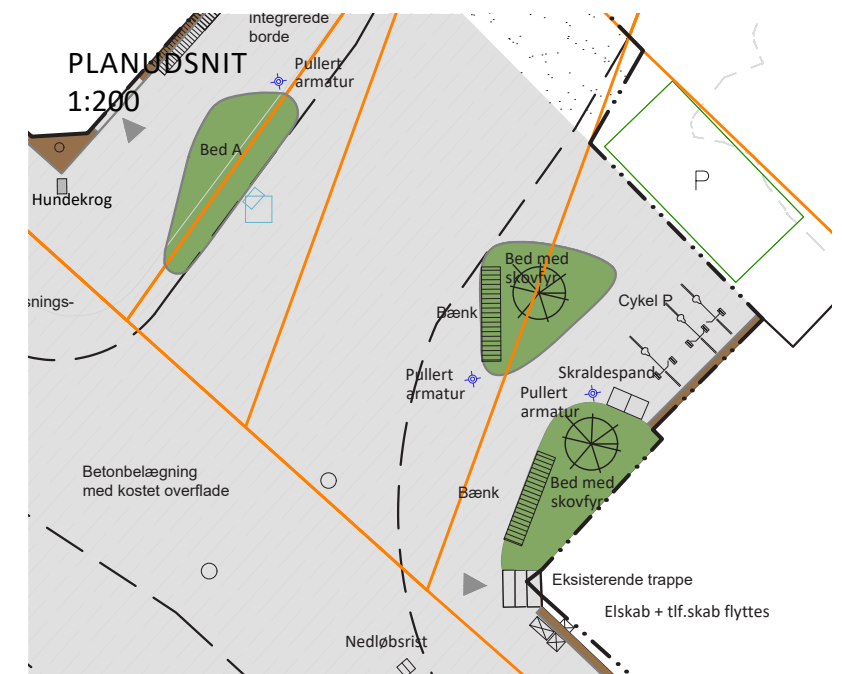 integrerede
borde
PLANUDSNIT
1:200
Pullert
armatur
Bed A
Hundekrog
P
Bed med
skovfyr
snings-
Bænk
Cykel P
Pullert
armatur
Skraldespand
Pullert
armatur
Betonbelægning
med kostet overflade
Bænk
Bed med
skovfyr
Eksisterende trappe
Elskab + tlf.skab flyttes
Nedløbsrist